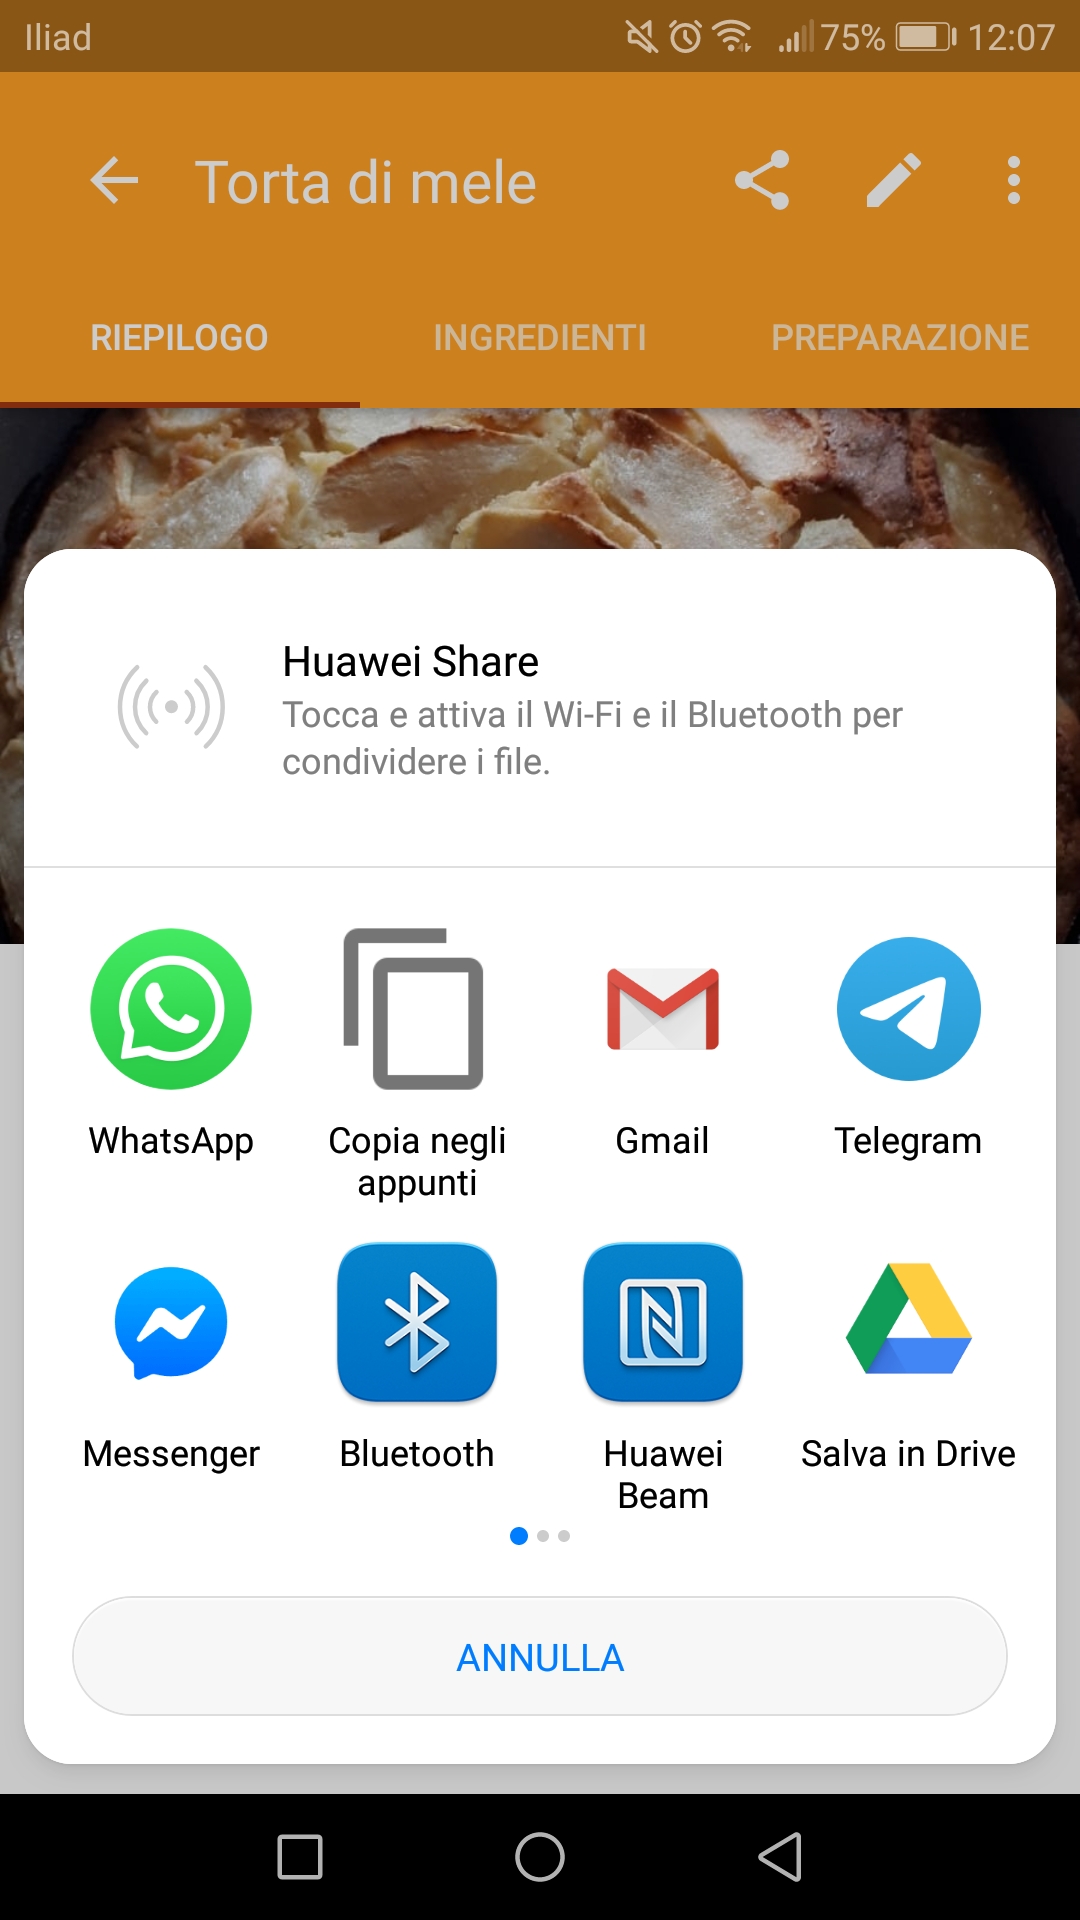 Iliad 75% 12:07
Torta di mele
RIEPILOGO INGREDIENTI PREPARAZIONE
Huawei Share
Tocca e attiva il Wi-Fi e il Bluetooth per
condividere i file.
WhatsApp Copia negli Gmail Telegram
appunti
Messenger Bluetooth Huawei Salva in Drive
Beam
ANNULLA